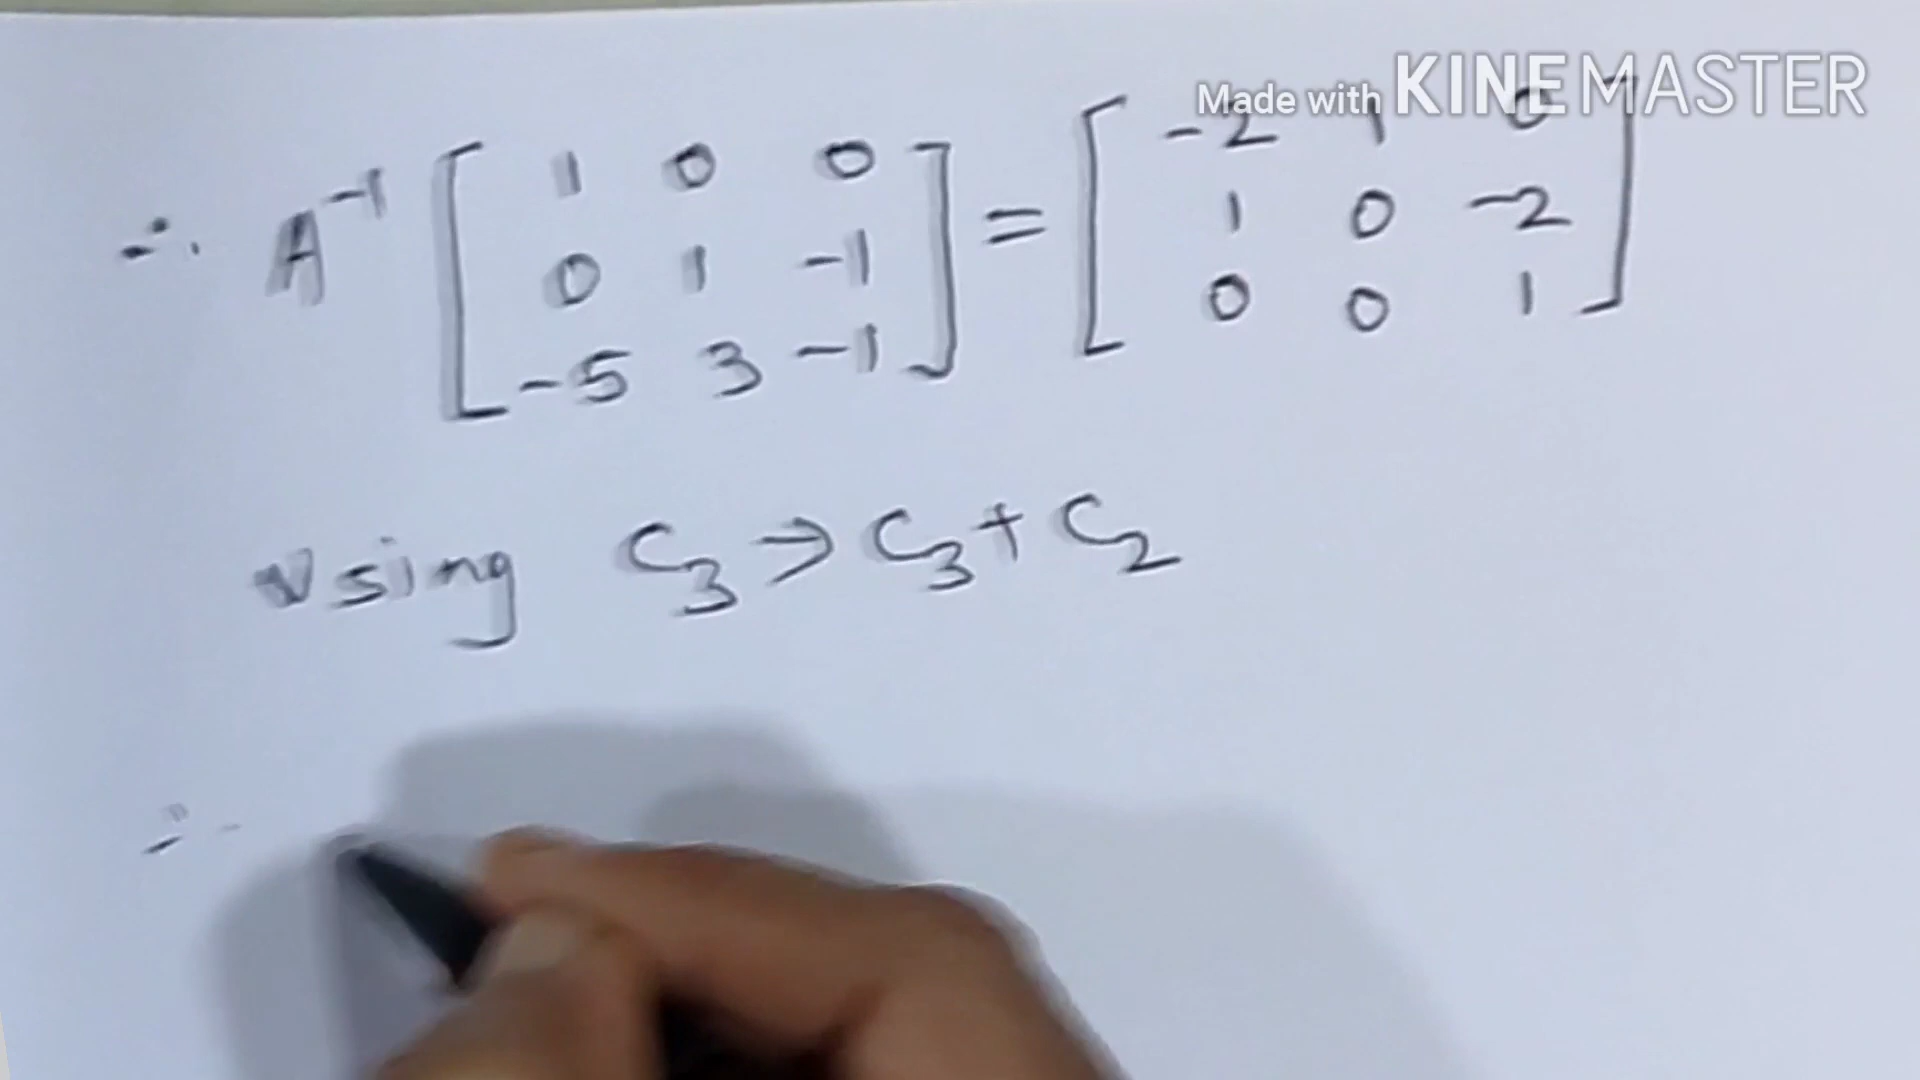 Made with KINEMASTER
∴ A⁻¹ [ 1 0 0 ] = [ -2 1 0 ]
[ 0 1 -1 ] [ 1 0 -2 ]
[ -5 3 -1 ] [ 0 0 1 ]
Using C₃ → C₃ + C₂
∴